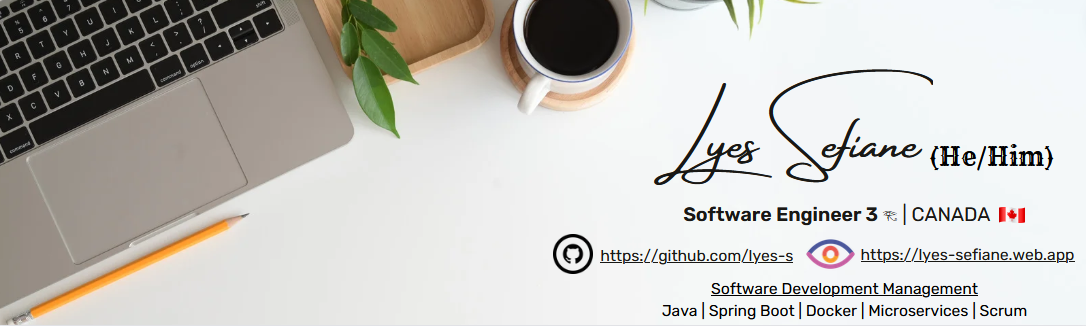 Lyes Sefiane (He/Him)
Software Engineer 3 | CANADA
https://github.com/lyes-s https://lyes-sefiane.web.app
Software Development Management
Java | Spring Boot | Docker | Microservices | Scrum